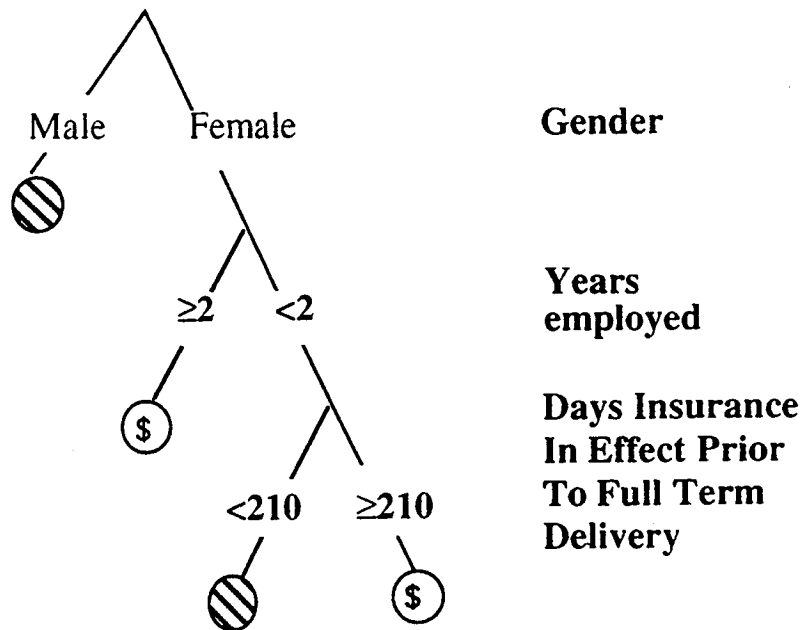 Male Female Gender
≥2 <2 Years
employed
$ Days Insurance
In Effect Prior
<210 ≥210 To Full Term
Delivery
$